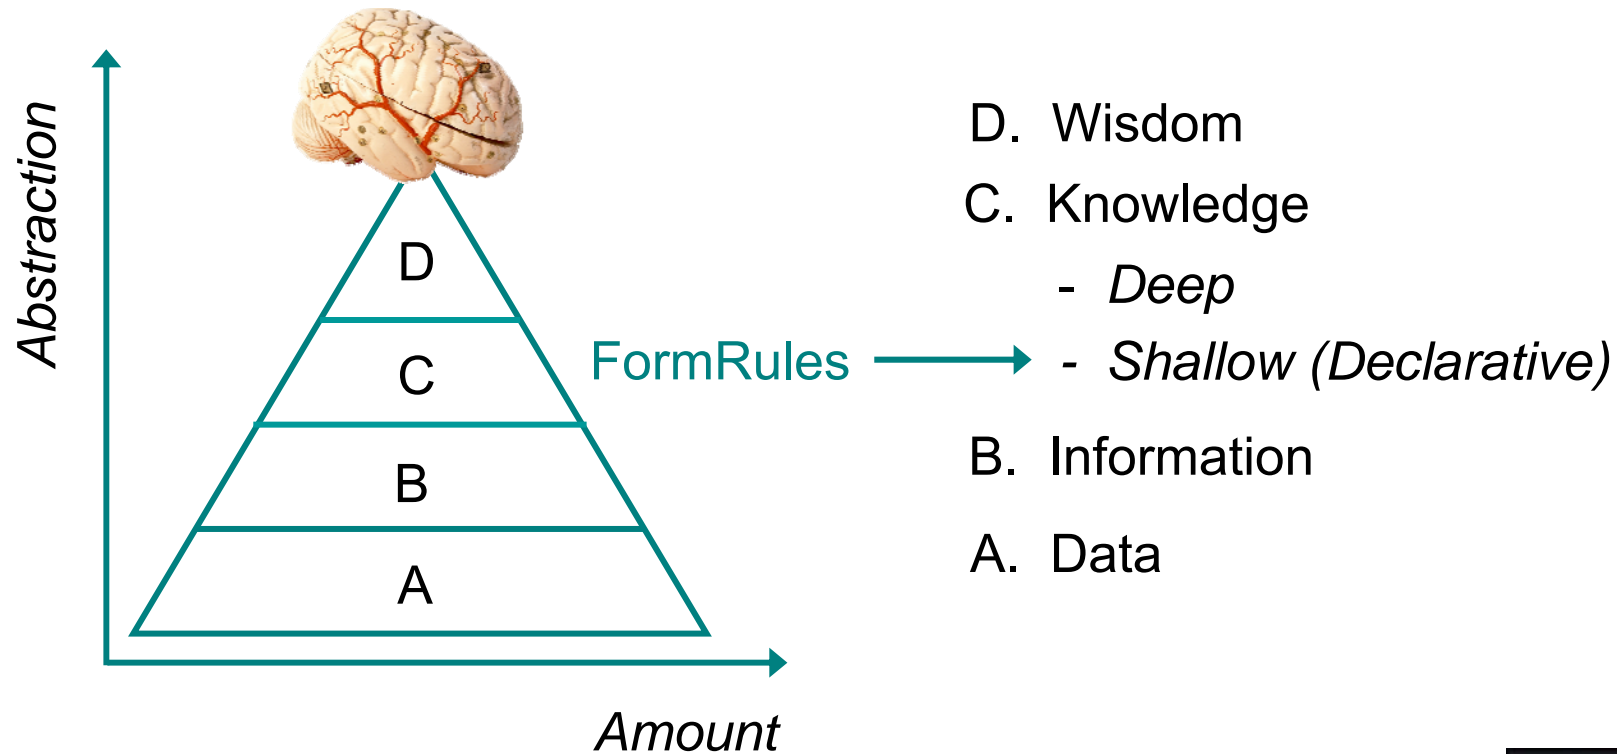 Abstraction
D
C
B
A
Amount
FormRules
D. Wisdom
C. Knowledge
- Deep
- Shallow (Declarative)
B. Information
A. Data